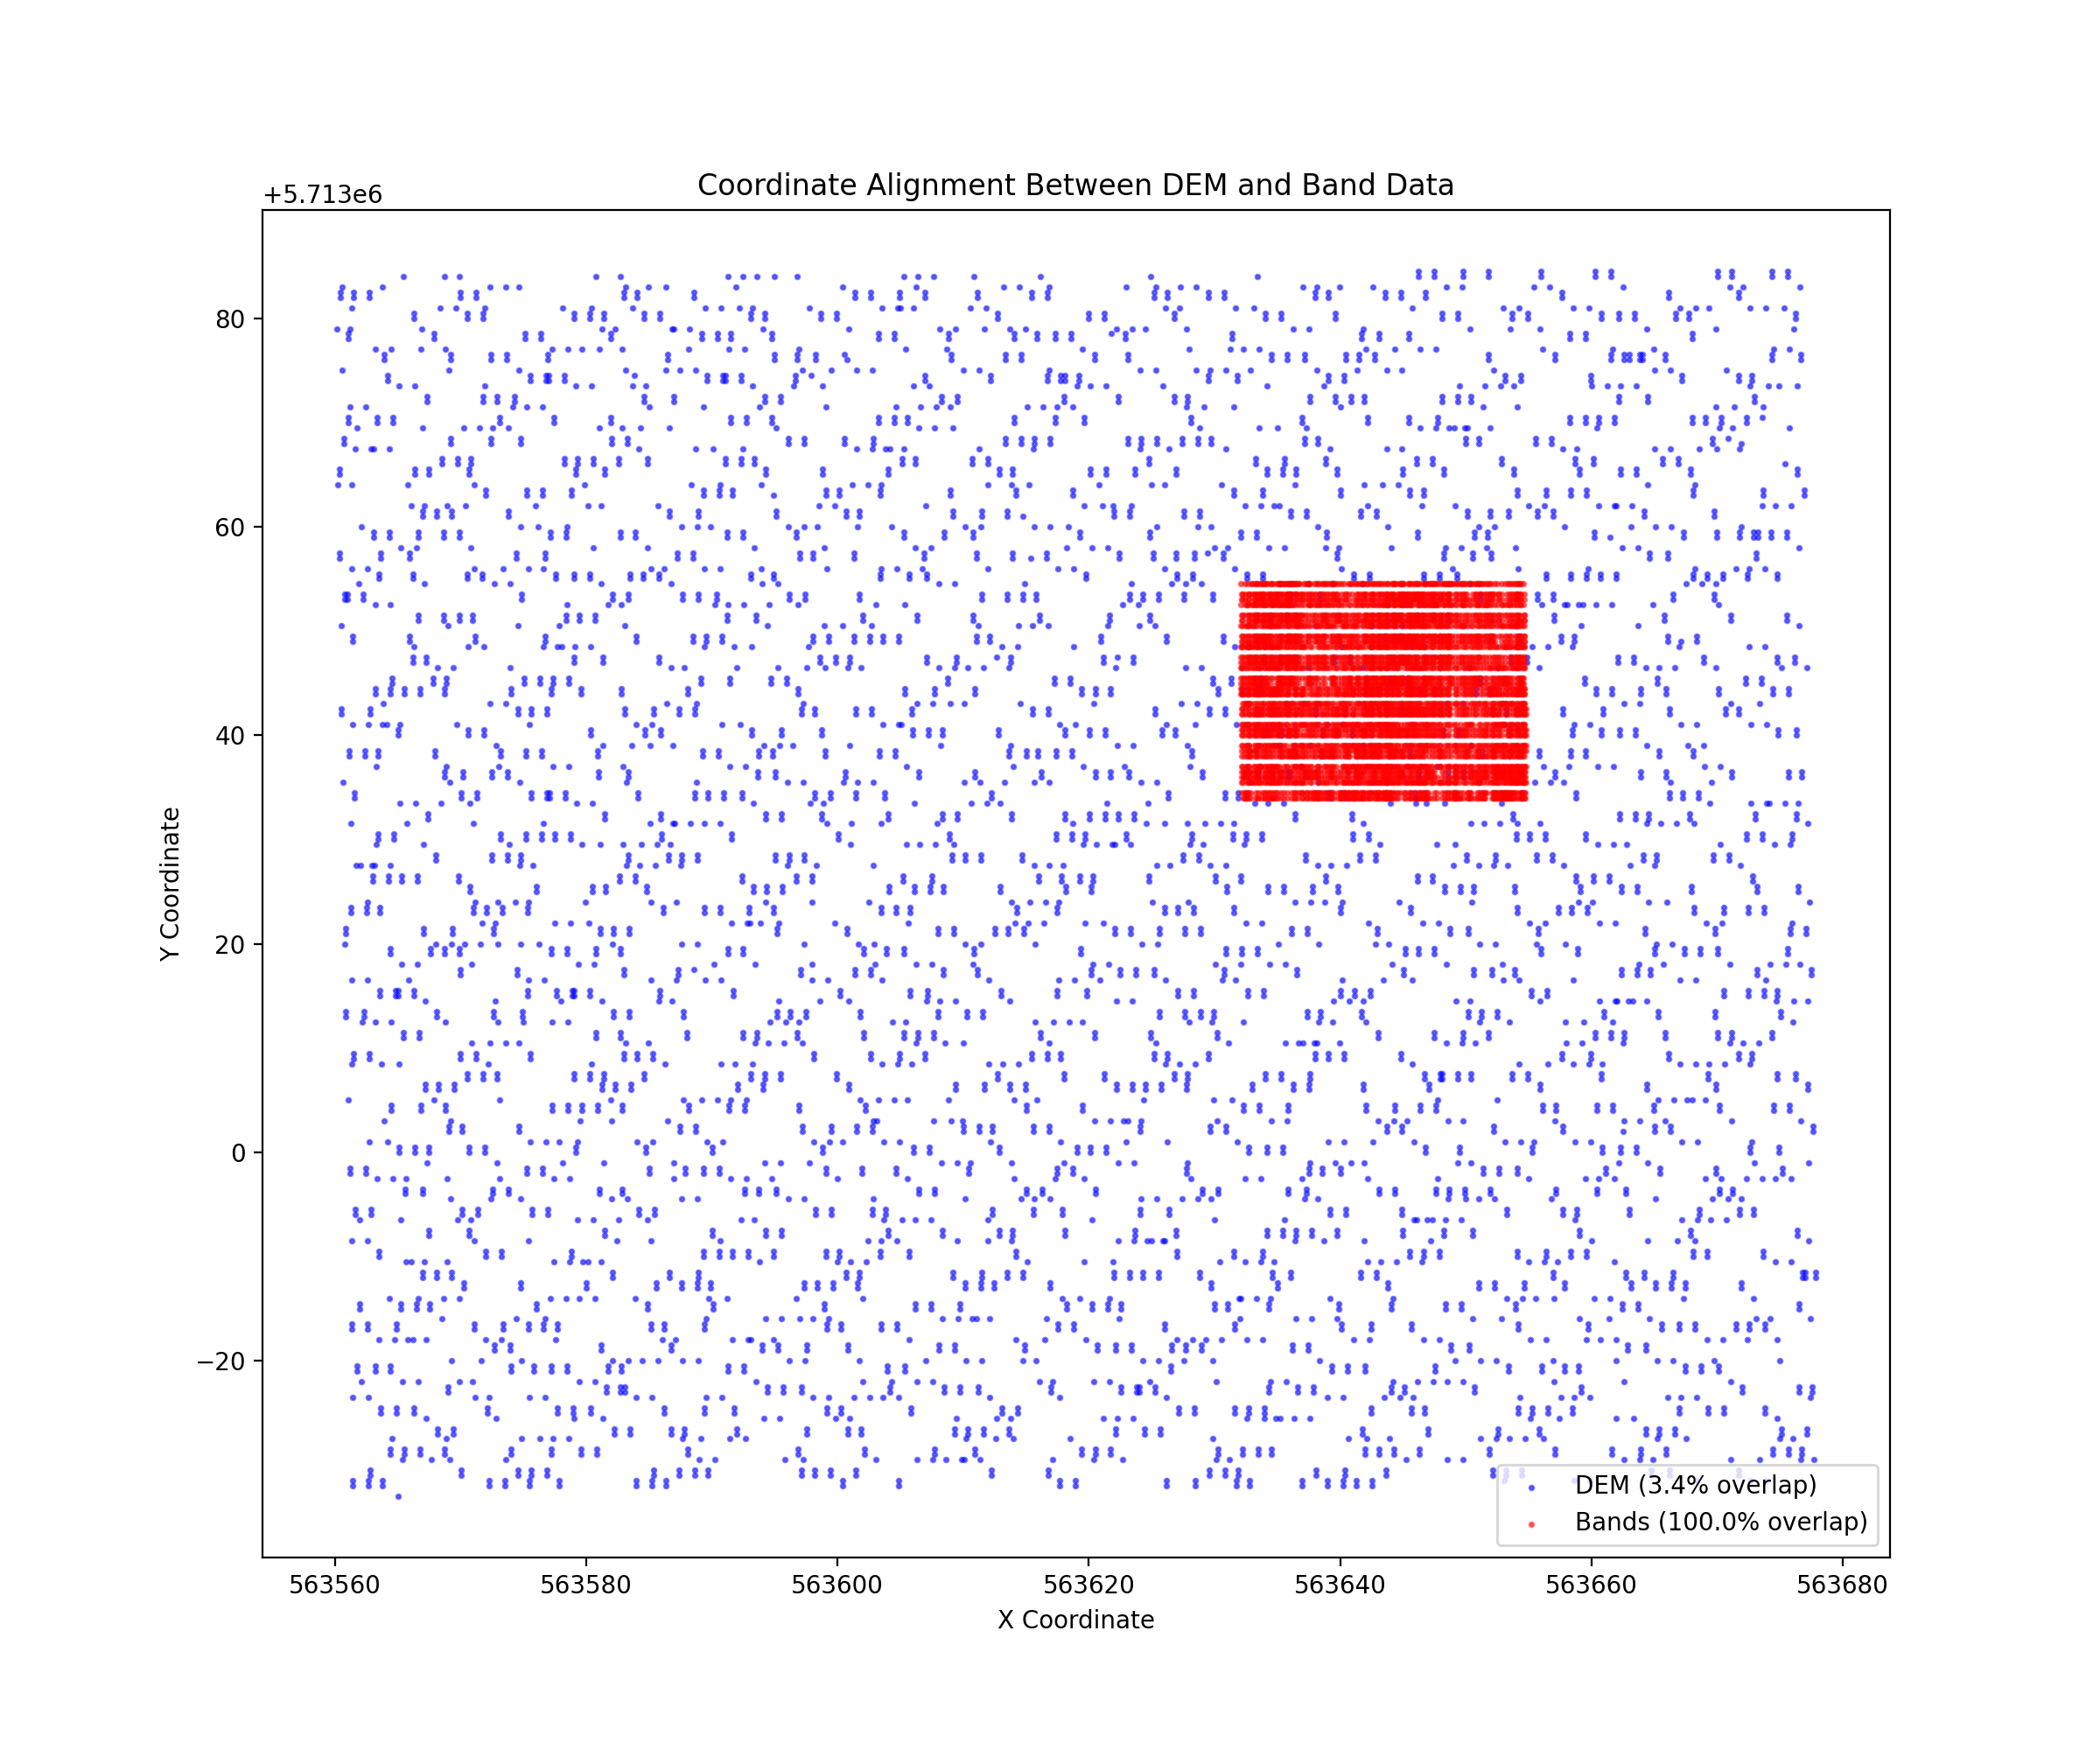 Coordinate Alignment Between DEM and Band Data
+5.713e6
80
60
40
20
0
−20
Y Coordinate
563560 563580 563600 563620 563640 563660 563680
X Coordinate
DEM (3.4% overlap)
Bands (100.0% overlap)